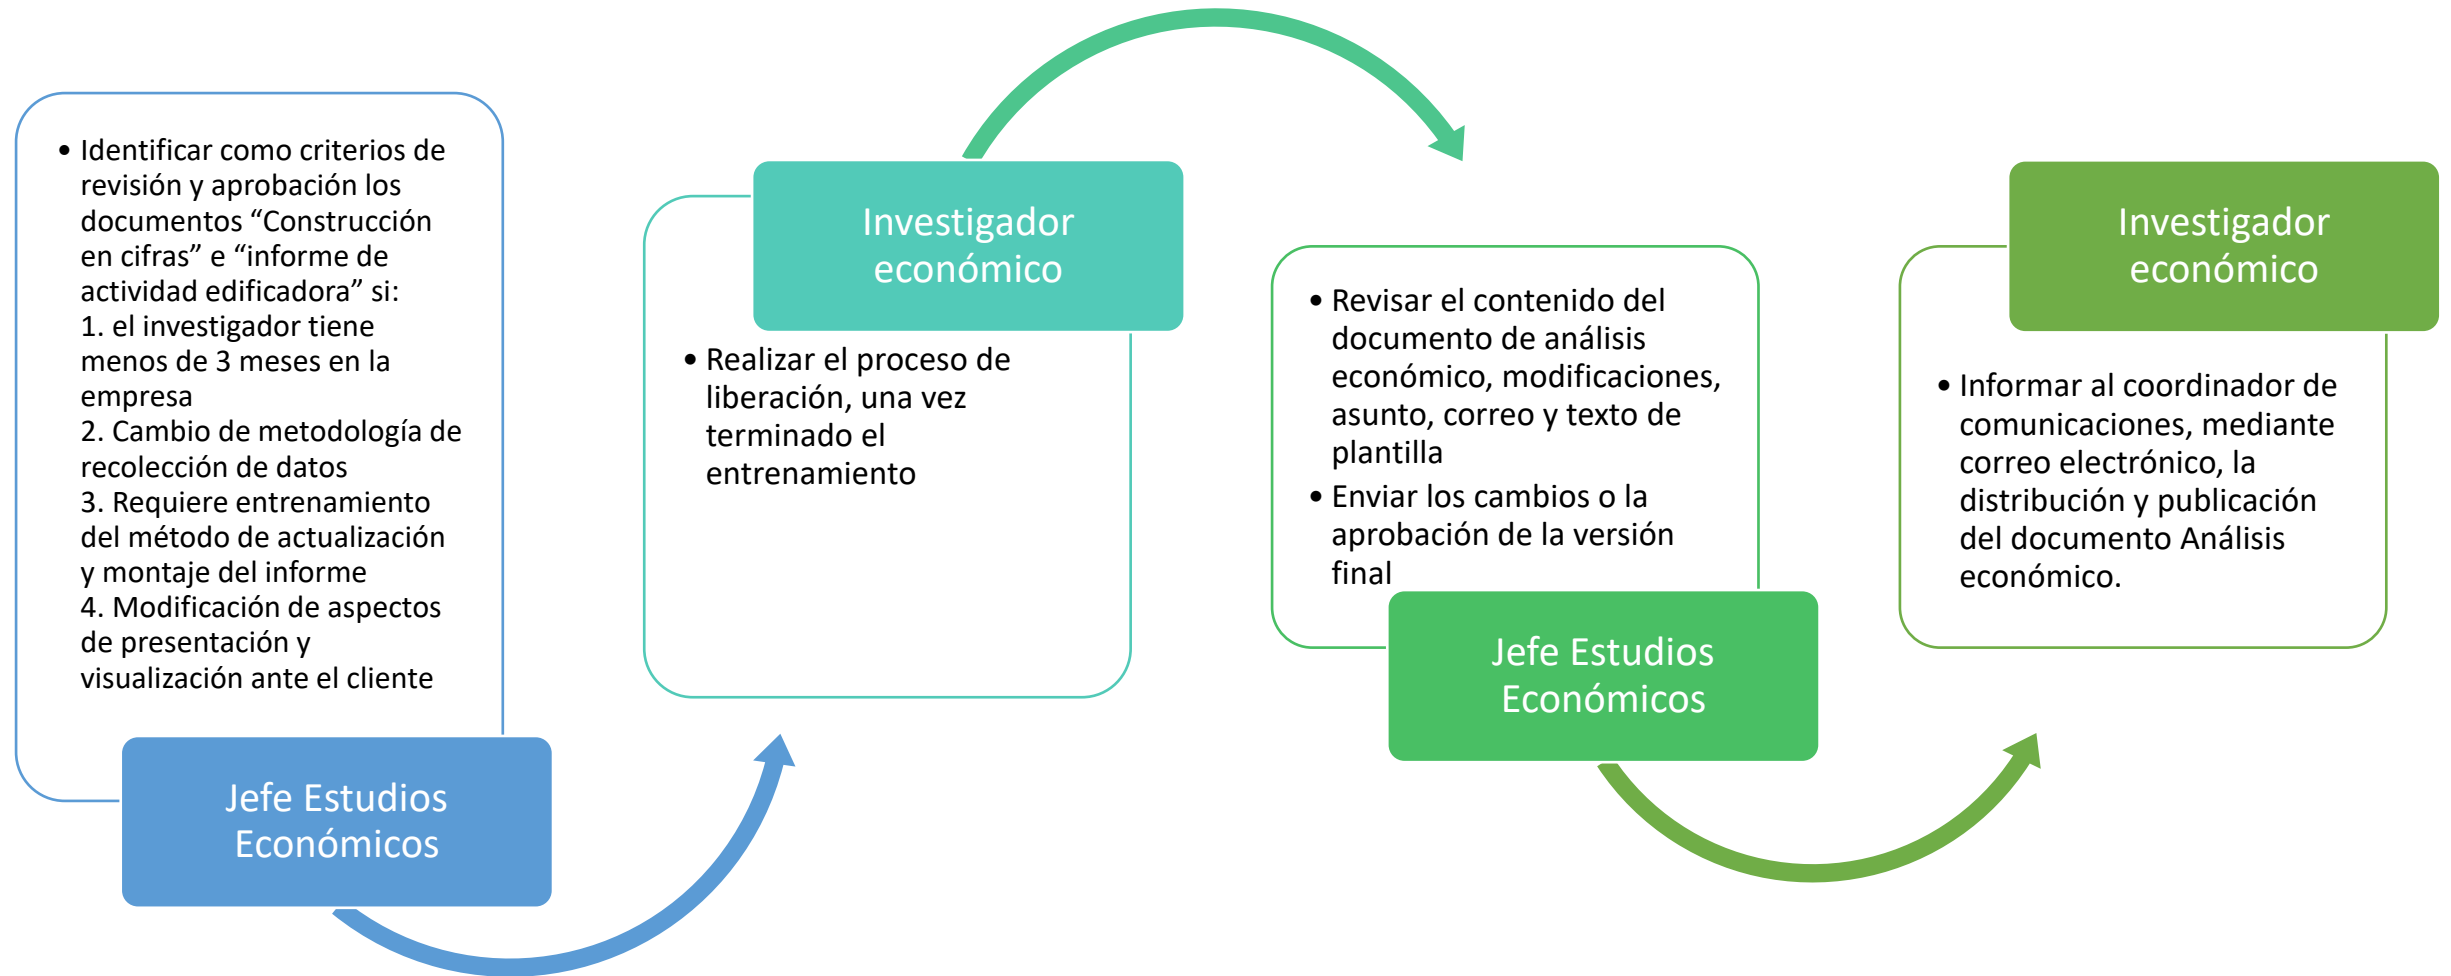 • Identificar como criterios de
revisión y aprobación los
documentos “Construcción
en cifras” e “informe de
actividad edificadora” si:
1. el investigador tiene
menos de 3 meses en la
empresa
2. Cambio de metodología de
recolección de datos
3. Requiere entrenamiento
del método de actualización
y montaje del informe
4. Modificación de aspectos
de presentación y
visualización ante el cliente
Jefe Estudios
Económicos
Investigador
económico
• Realizar el proceso de
liberación, una vez
terminado el
entrenamiento
• Revisar el contenido del
documento de análisis
económico, modificaciones,
asunto, correo y texto de
plantilla
• Enviar los cambios o la
aprobación de la versión
final
Jefe Estudios
Económicos
Investigador
económico
• Informar al coordinador de
comunicaciones, mediante
correo electrónico, la
distribución y publicación
del documento Análisis
económico.